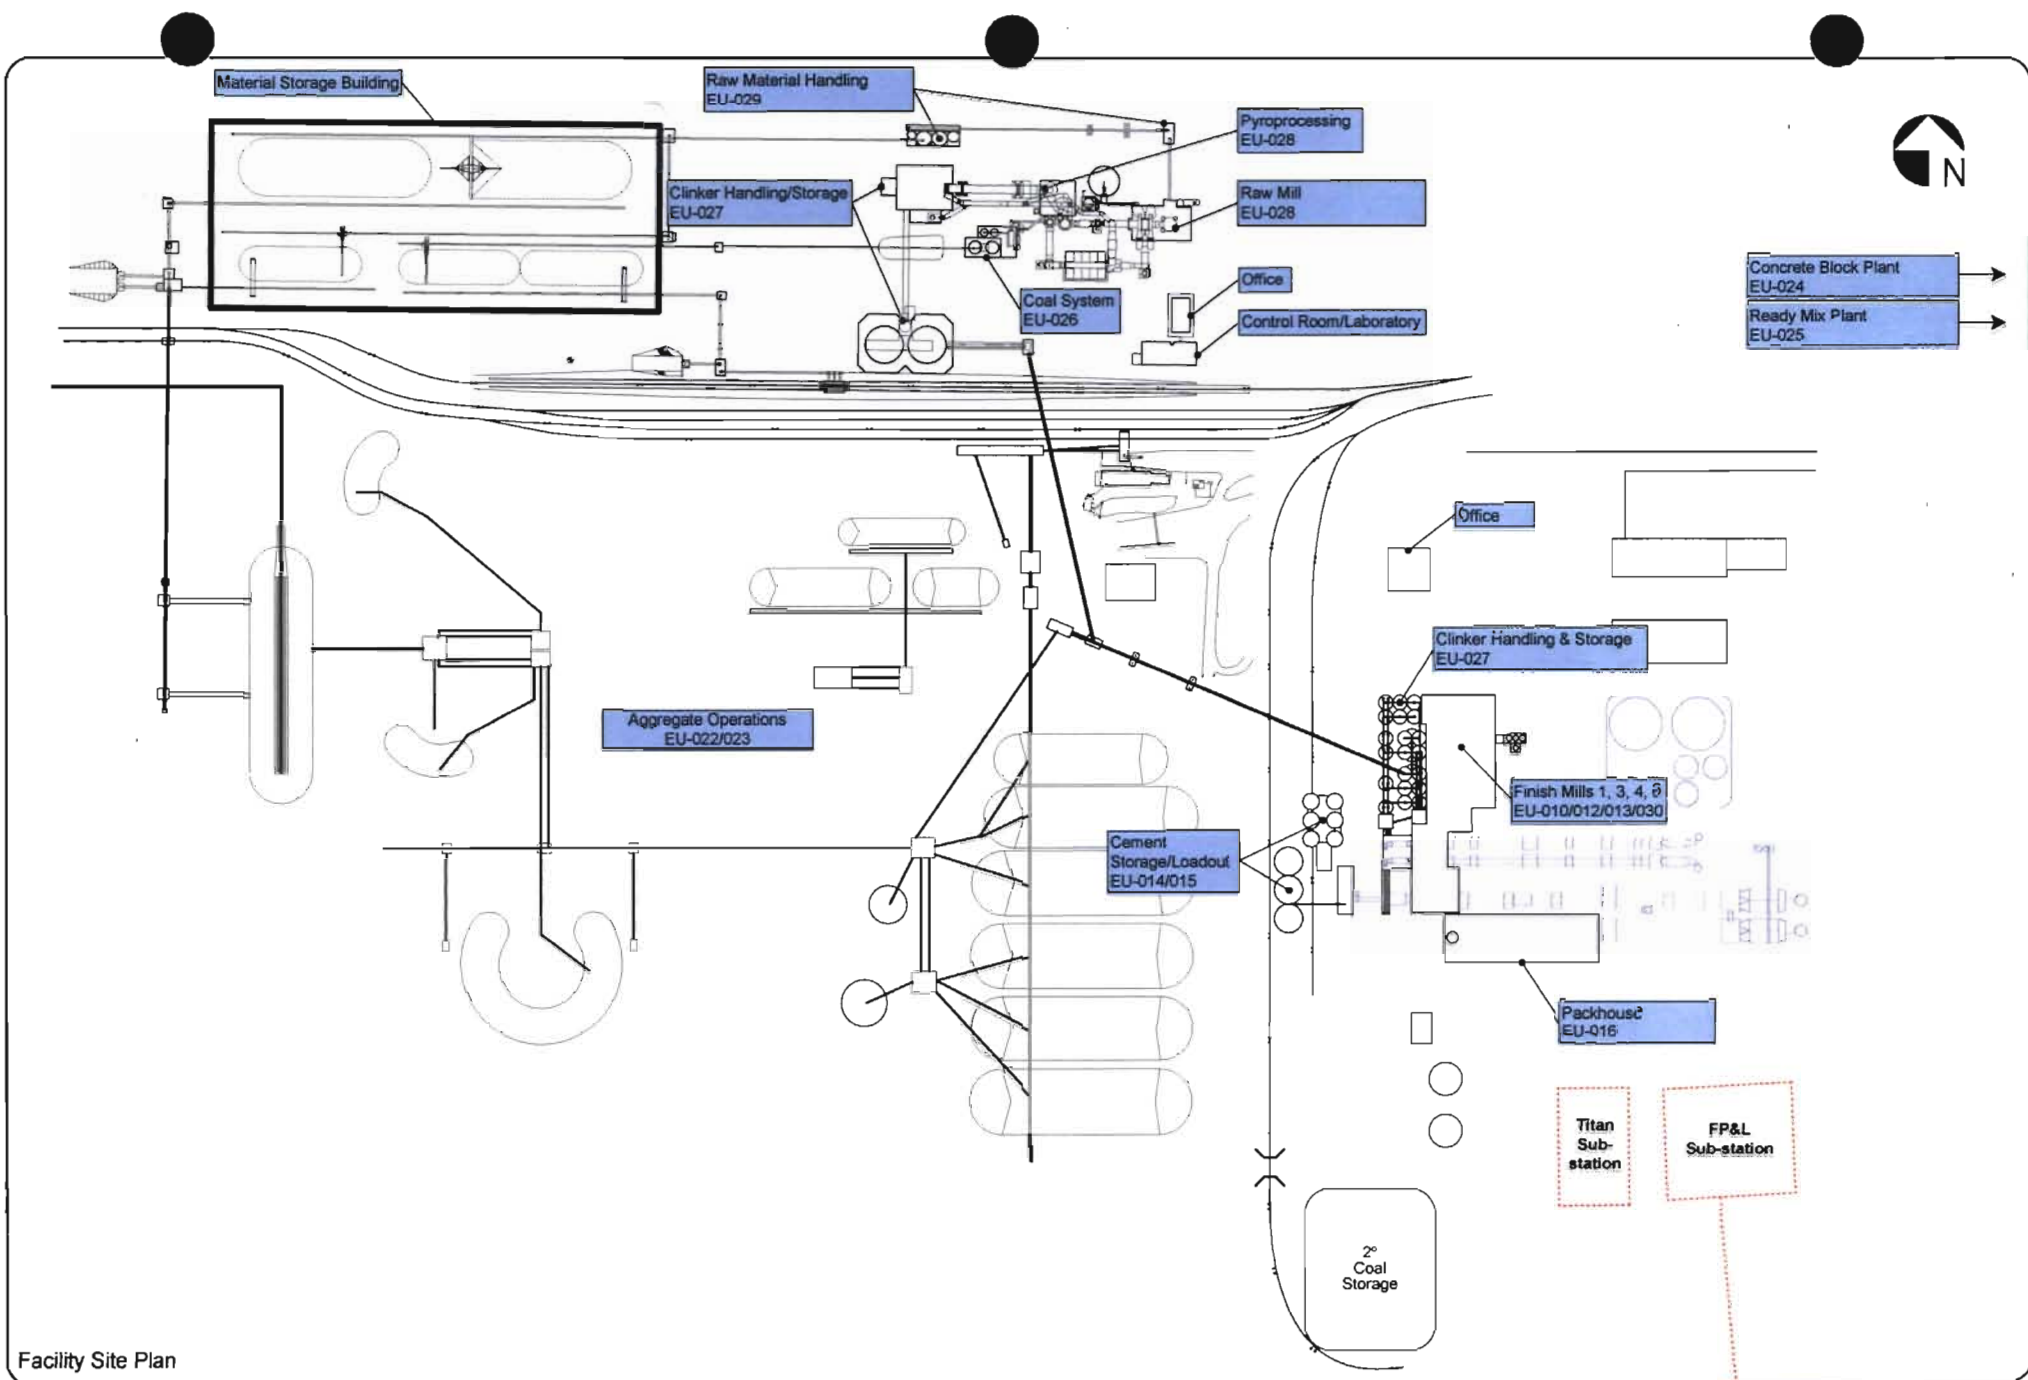 Material Storage Building
Raw Material Handling
EU-029
Pyroprocessing
EU-028
N
Clinker Handling/Storage
EU-027
Raw Mill
EU-028
Concrete Block Plant
EU-024
Office
Coal System
EU-026
Control Room/Laboratory
Ready Mix Plant
EU-025
Office
Clinker Handling & Storage
EU-027
Aggregate Operations
EU-022/023
Finish Mills 1, 3, 4, 6
EU-010/012/013/030
Cement
Storage/Loadout
EU-014/015
Packhouse
EU-016
Titan
Sub-
station
FP&L
Sub-station
2º
Coal
Storage
Facility Site Plan